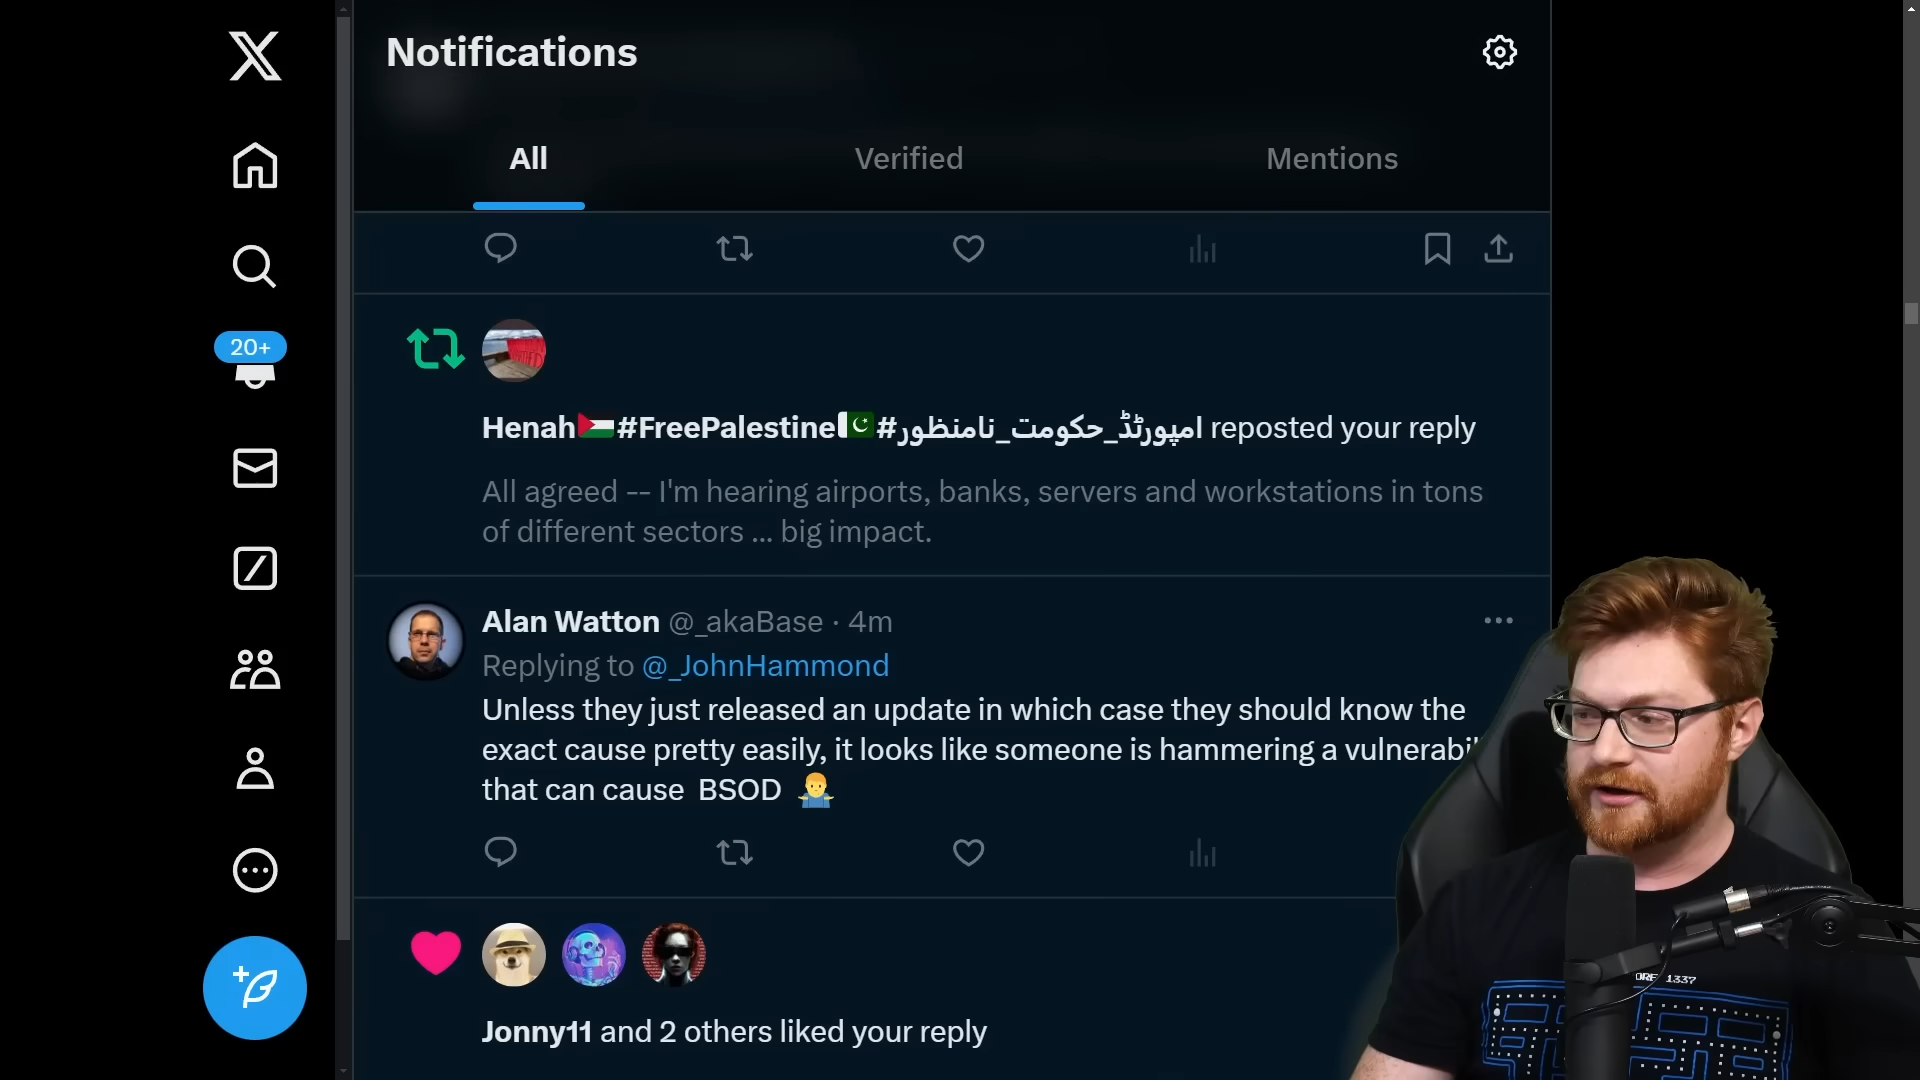 Notifications
All
Verified
Mentions
20+
Henah #FreePalestine #امپورٹڈ_حکومت_نامنظور reposted your reply
All agreed -- I'm hearing airports, banks, servers and workstations in tons
of different sectors ... big impact.
Alan Watton @_akaBase · 4m
Replying to @_JohnHammond
Unless they just released an update in which case they should know the
exact cause pretty easily, it looks like someone is hammering a
that can cause BSOD
Jonny11 and 2 others liked your reply
1337